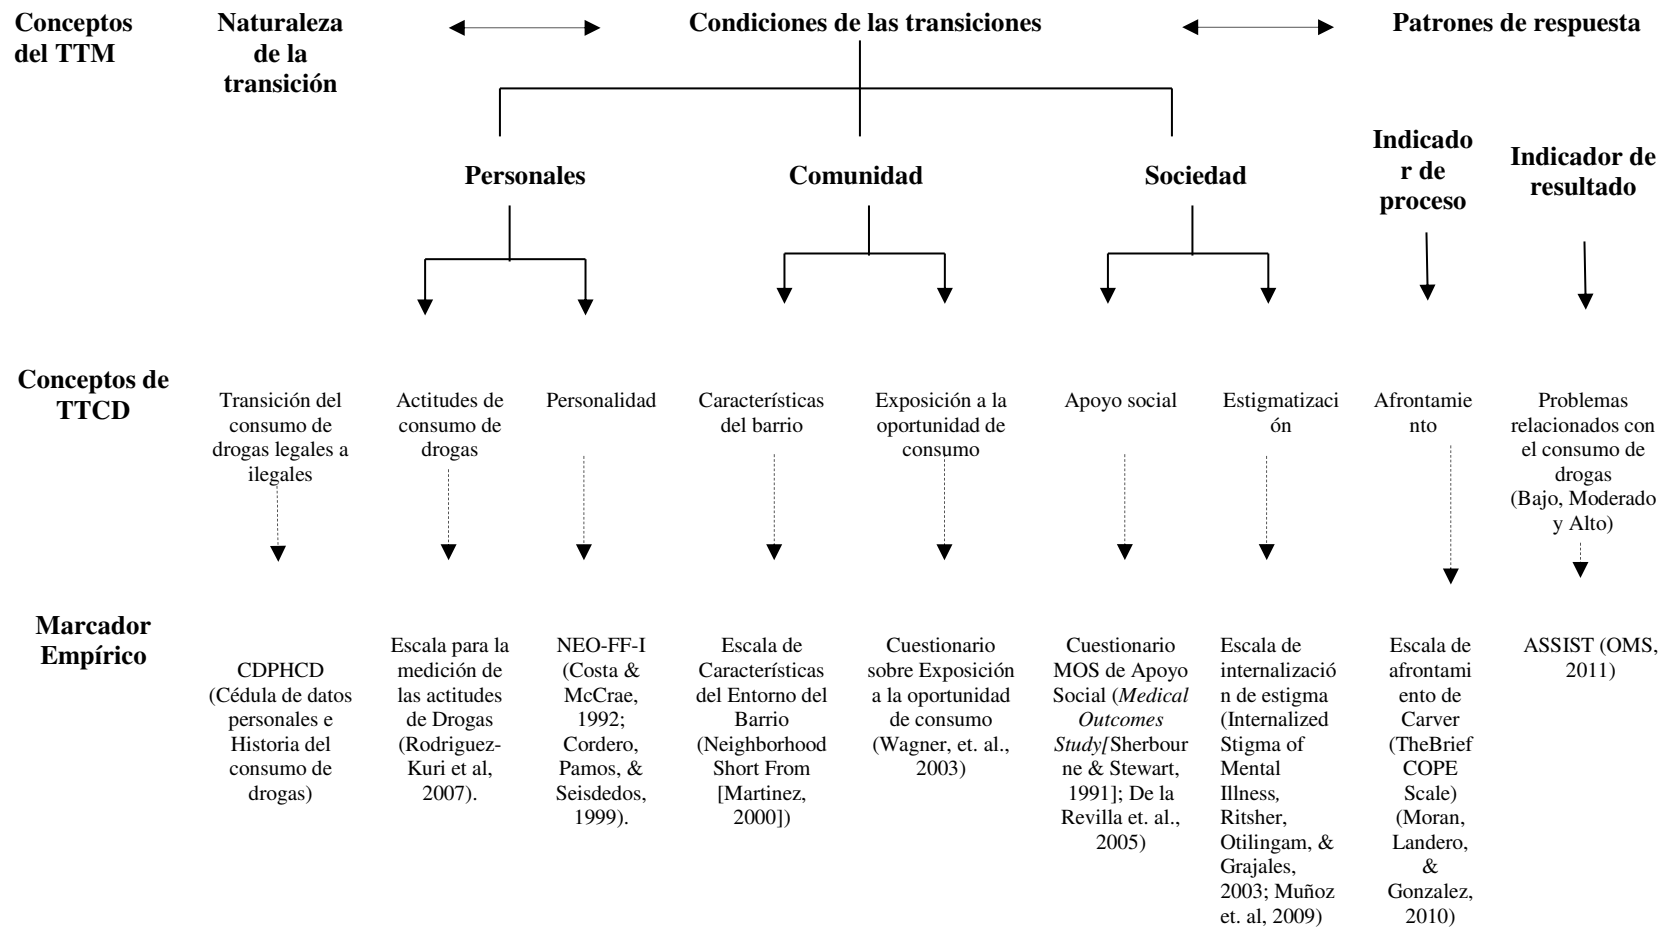 Conceptos
del TTM
Naturaleza
de la
transición
Condiciones de las transiciones
Patrones de respuesta
Personales
Comunidad
Sociedad
Indicado
r de
proceso
Indicador de
resultado
Conceptos de
TTCD
Transición del
consumo de
drogas legales a
ilegales
Actitudes de
consumo de
drogas
Personalidad
Características
del barrio
Exposición a la
oportunidad de
consumo
Apoyo social
Estigmatizaci
ón
Afrontamie
nto
Problemas
relacionados con
el consumo de
drogas
(Bajo, Moderado
y Alto)
Marcador
Empírico
CDPHCD
(Cédula de datos
personales e
Historia del
consumo de
drogas)
Escala para la
medición de
las actitudes
de Drogas
(Rodriguez-
Kuri et al,
2007).
NEO-FF-I
(Costa &
McCrae,
1992;
Cordero,
Pamos, &
Seisdedos,
1999).
Escala de
Características
del Entorno del
Barrio
(Neighborhood
Short From
[Martinez,
2000])
Cuestionario
sobre Exposición
a la oportunidad
de consumo
(Wagner, et. al.,
2003)
Cuestionario
MOS de Apoyo
Social (Medical
Outcomes
Study[Sherbour
ne & Stewart,
1991]; De la
Revilla et. al.,
2005)
Escala de
internalizació
n de estigma
(Internalized
Stigma of
Mental
Illness,
Ritsher,
Otilingam, &
Grajales,
2003; Muñoz
et. al, 2009)
Escala de
afrontami
ento de
Carver
(TheBrief
COPE
Scale)
(Moran,
Landero,
&
Gonzalez,
2010)
ASSIST (OMS,
2011)